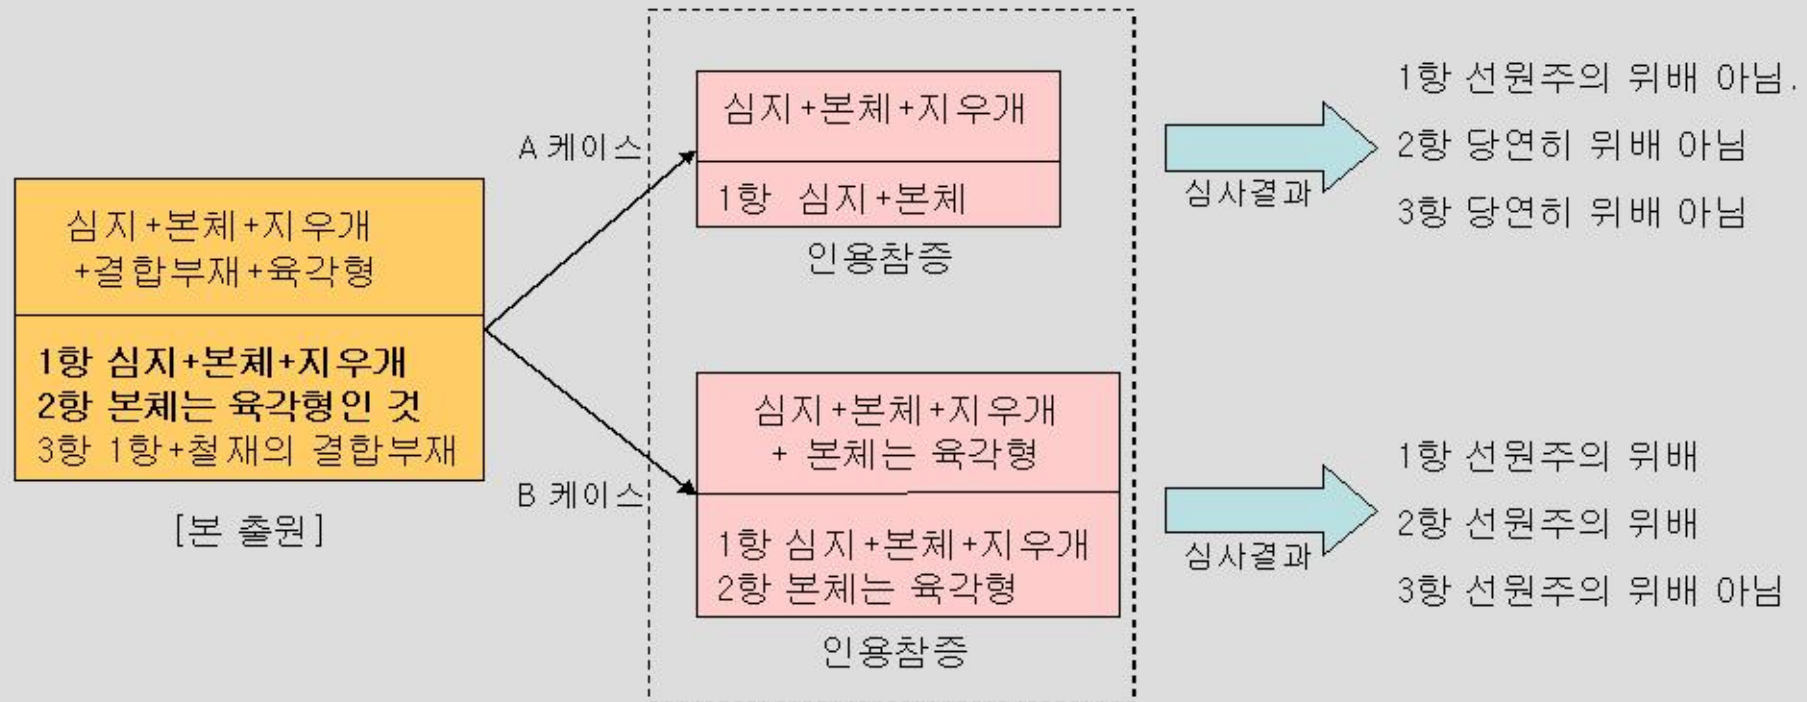 심지+본체+지우개
+결합부재+육각형
1항 심지+본체+지우개
2항 본체는 육각형인 것
3항 1항+철재의 결합부재
[본 출원]
A 케이스
B 케이스
심지+본체+지우개
1항 심지+본체
인용참증
심지+본체+지우개
+ 본체는 육각형
1항 심지+본체+지우개
2항 본체는 육각형
인용참증
심사결과
1항 선원주의 위배 아님.
2항 당연히 위배 아님
3항 당연히 위배 아님
심사결과
1항 선원주의 위배
2항 선원주의 위배
3항 선원주의 위배 아님